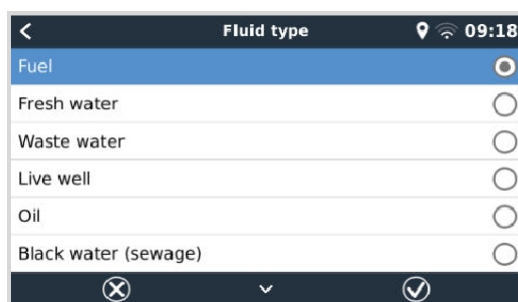 Fluid type 09:18
Fuel
Fresh water
Waste water
Live well
Oil
Black water (sewage)